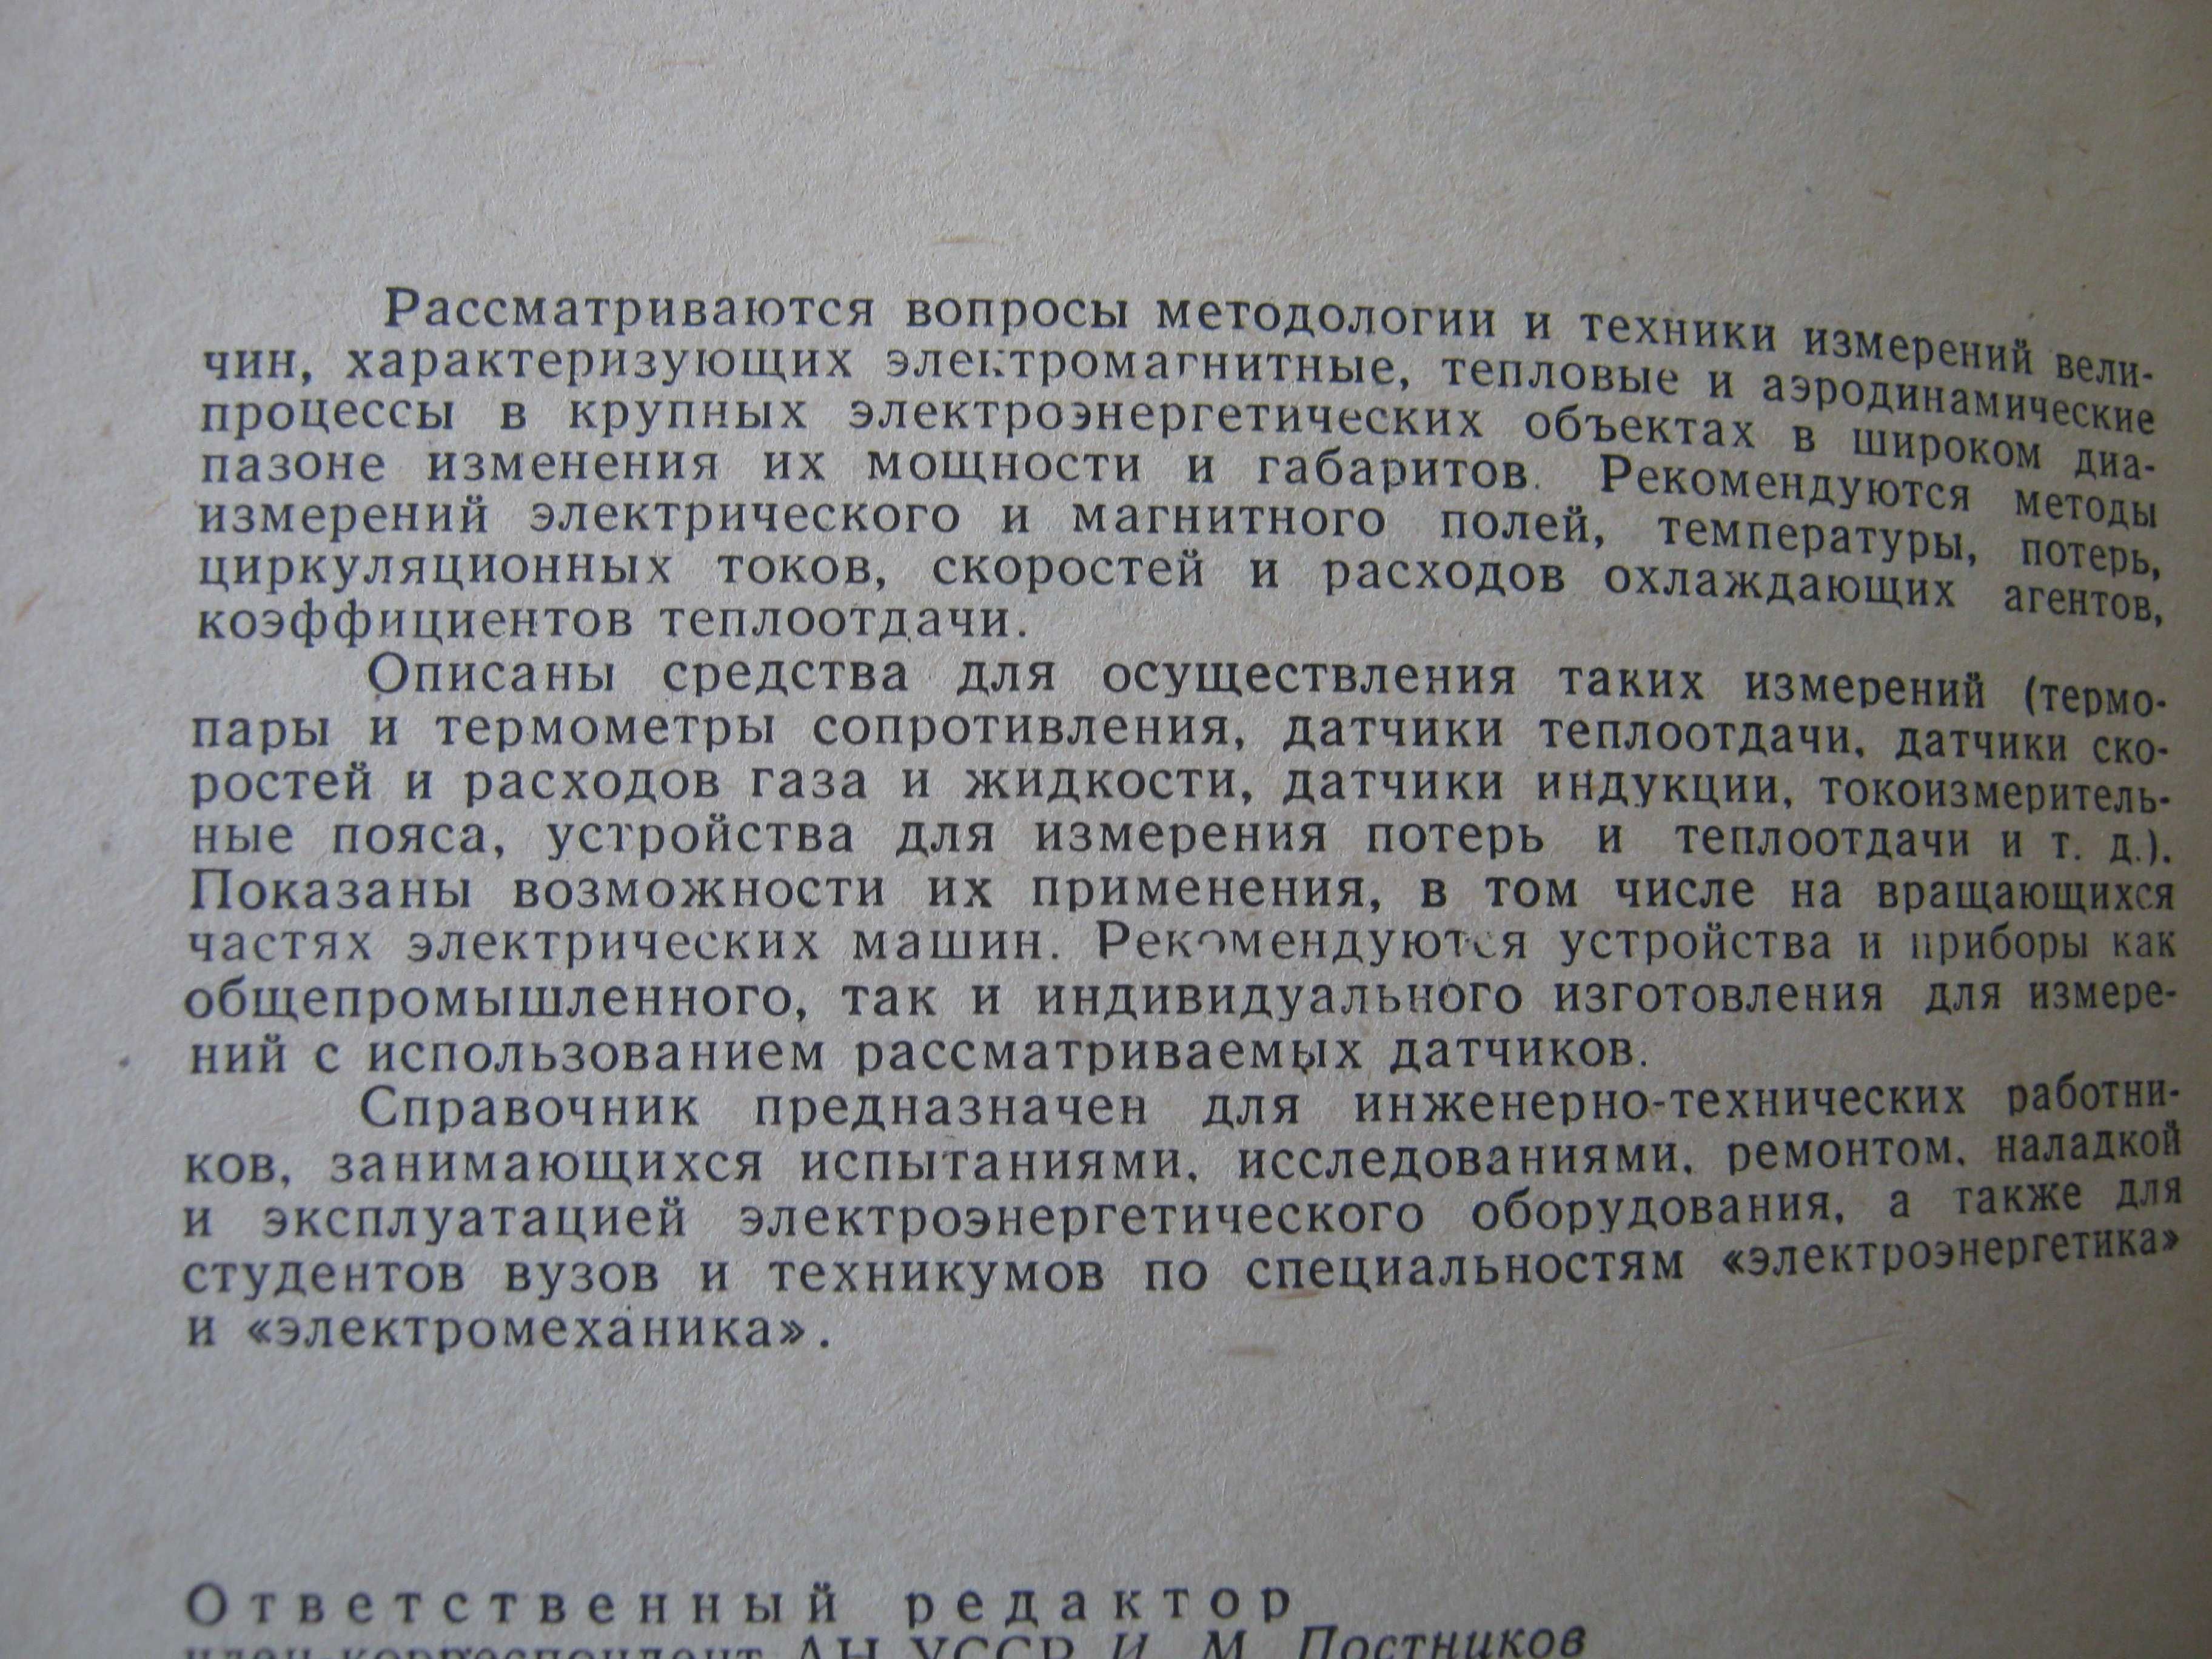 Рассматриваются вопросы методологии и техники измерений вели-
чин, характеризующих электромагнитные, тепловые и аэродинамические
процессы в крупных электроэнергетических объектах в широком диа-
пазоне изменения их мощности и габаритов. Рекомендуются методы
измерений электрического и магнитного полей, температуры, потерь,
циркуляционных токов, скоростей и расходов охлаждающих агентов,
коэффициентов теплоотдачи.
Описаны средства для осуществления таких измерений (термо-
пары и термометры сопротивления, датчики теплоотдачи, датчики ско-
ростей и расходов газа и жидкости, датчики индукции, токоизмеритель-
ные пояса, устройства для измерения потерь и теплоотдачи и т. д.).
Показаны возможности их применения, в том числе на вращающихся
частях электрических машин. Рекомендуются устройства и приборы как
общепромышленного, так и индивидуального изготовления для измере-
ний с использованием рассматриваемых датчиков.
Справочник предназначен для инженерно-технических работни-
ков, занимающихся испытаниями, исследованиями, ремонтом, наладкой
и эксплуатацией электроэнергетического оборудования, а также для
студентов вузов и техникумов по специальностям «электроэнергетика»
и «электромеханика».
Ответственный редактор
член-корреспондент АН УССР И. М. Постников